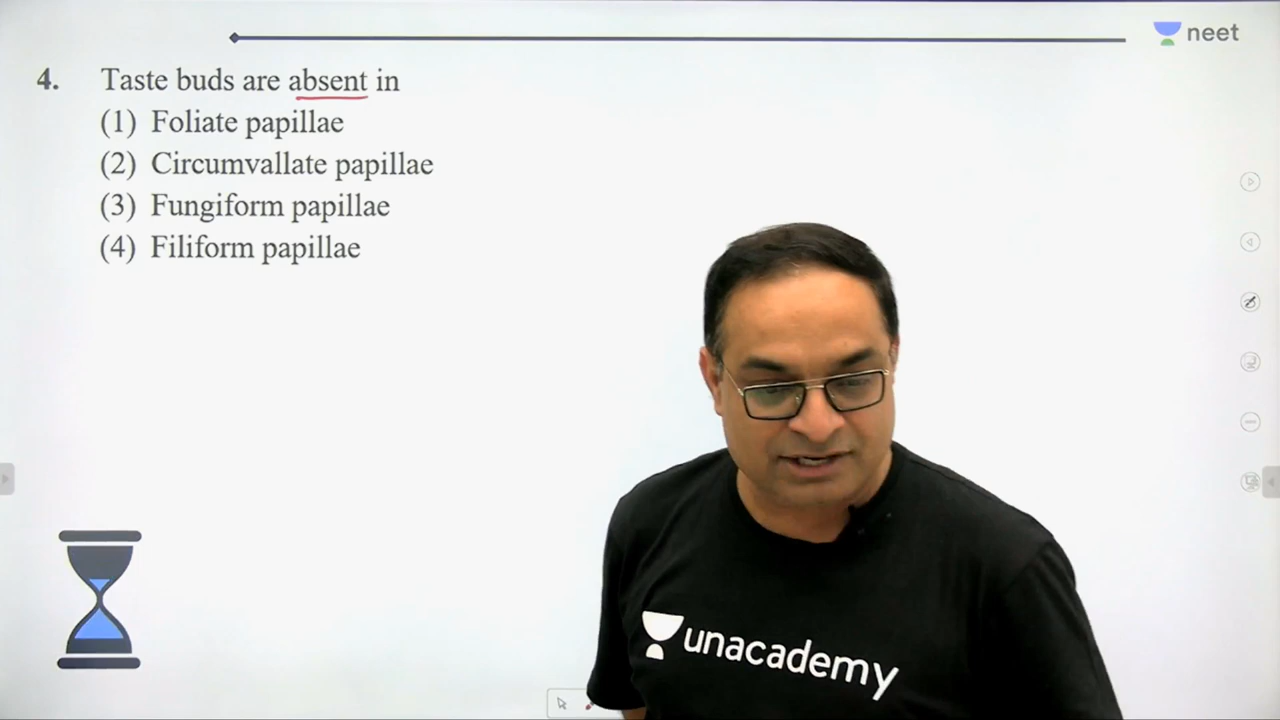 neet
4. Taste buds are absent in
(1) Foliate papillae
(2) Circumvallate papillae
(3) Fungiform papillae
(4) Filiform papillae
unacademy